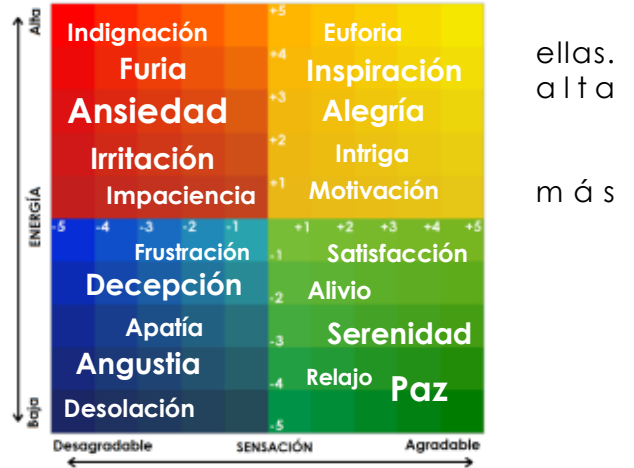 Alta
+5
Indignación
Euforia
ellas.
+4
Furia
Inspiración
alta
+3
Ansiedad
Alegría
+2
Irritación
Intriga
+1
Impaciencia
Motivación
más
ENERGÍA
-5 -4 -3 -2 -1 +1 +2 +3 +4 +5
Frustración
-1
Satisfacción
Decepción
-2
Alivio
Apatía
-3
Serenidad
Angustia
-4
Relajo
Paz
Desolación
-5
Baja
Desagradable SENSACIÓN Agradable